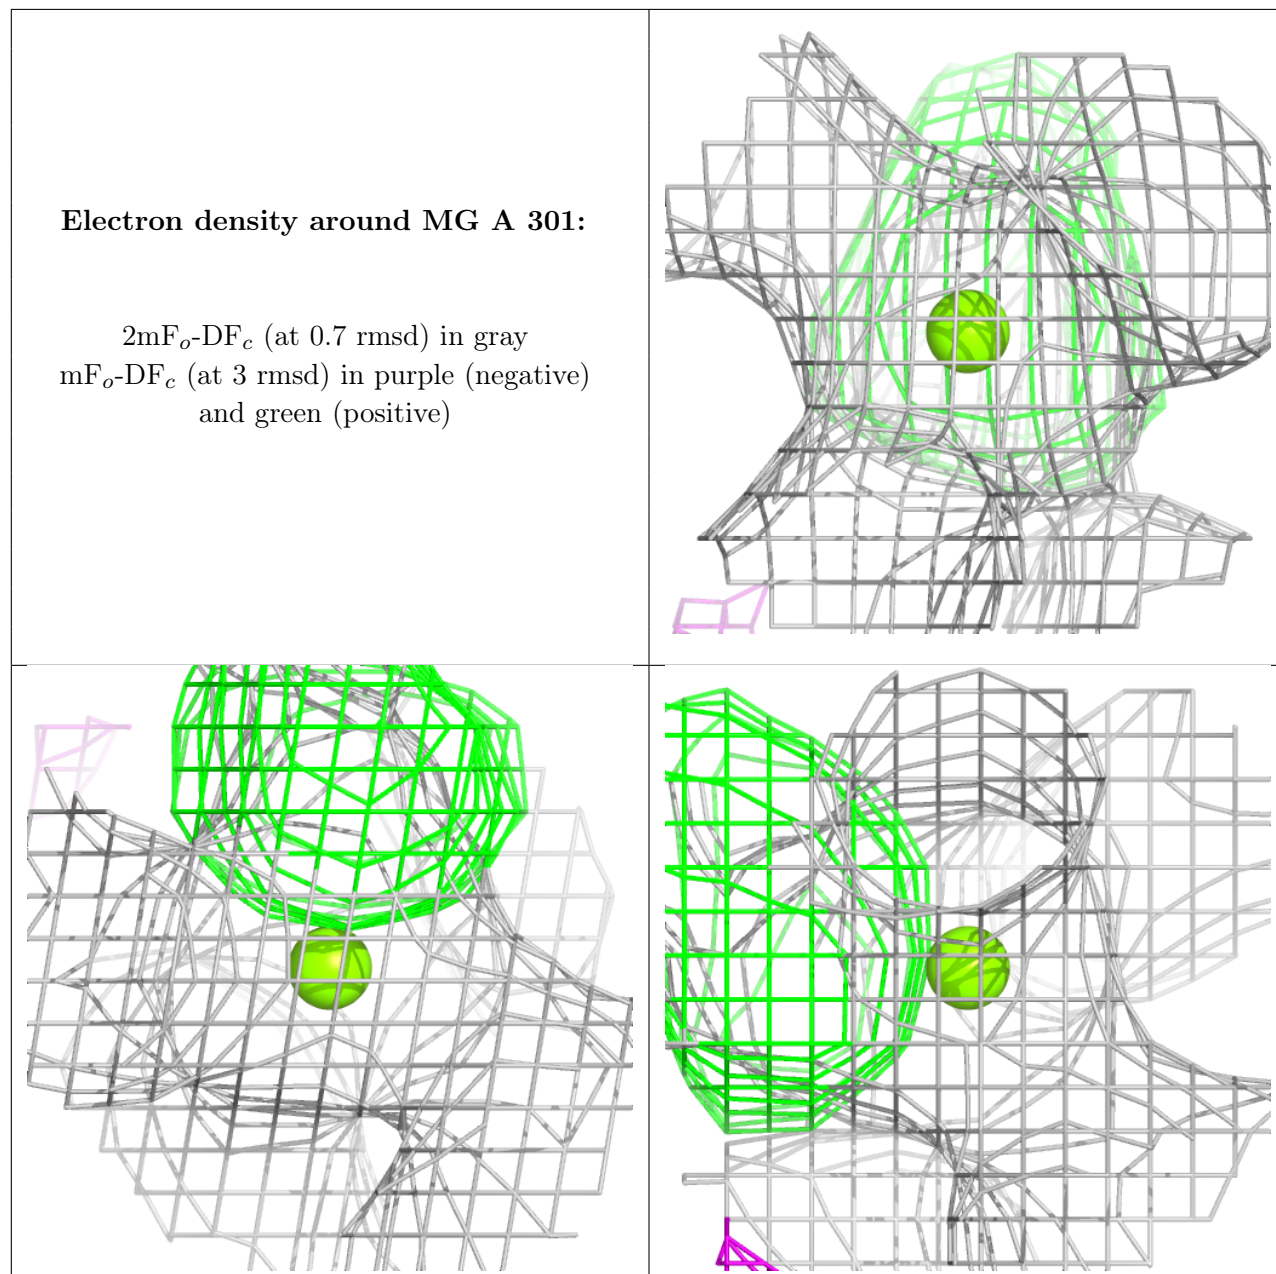 Electron density around MG A 301:
2mFo-DFc (at 0.7 rmsd) in gray
mFo-DFc (at 3 rmsd) in purple (negative)
and green (positive)